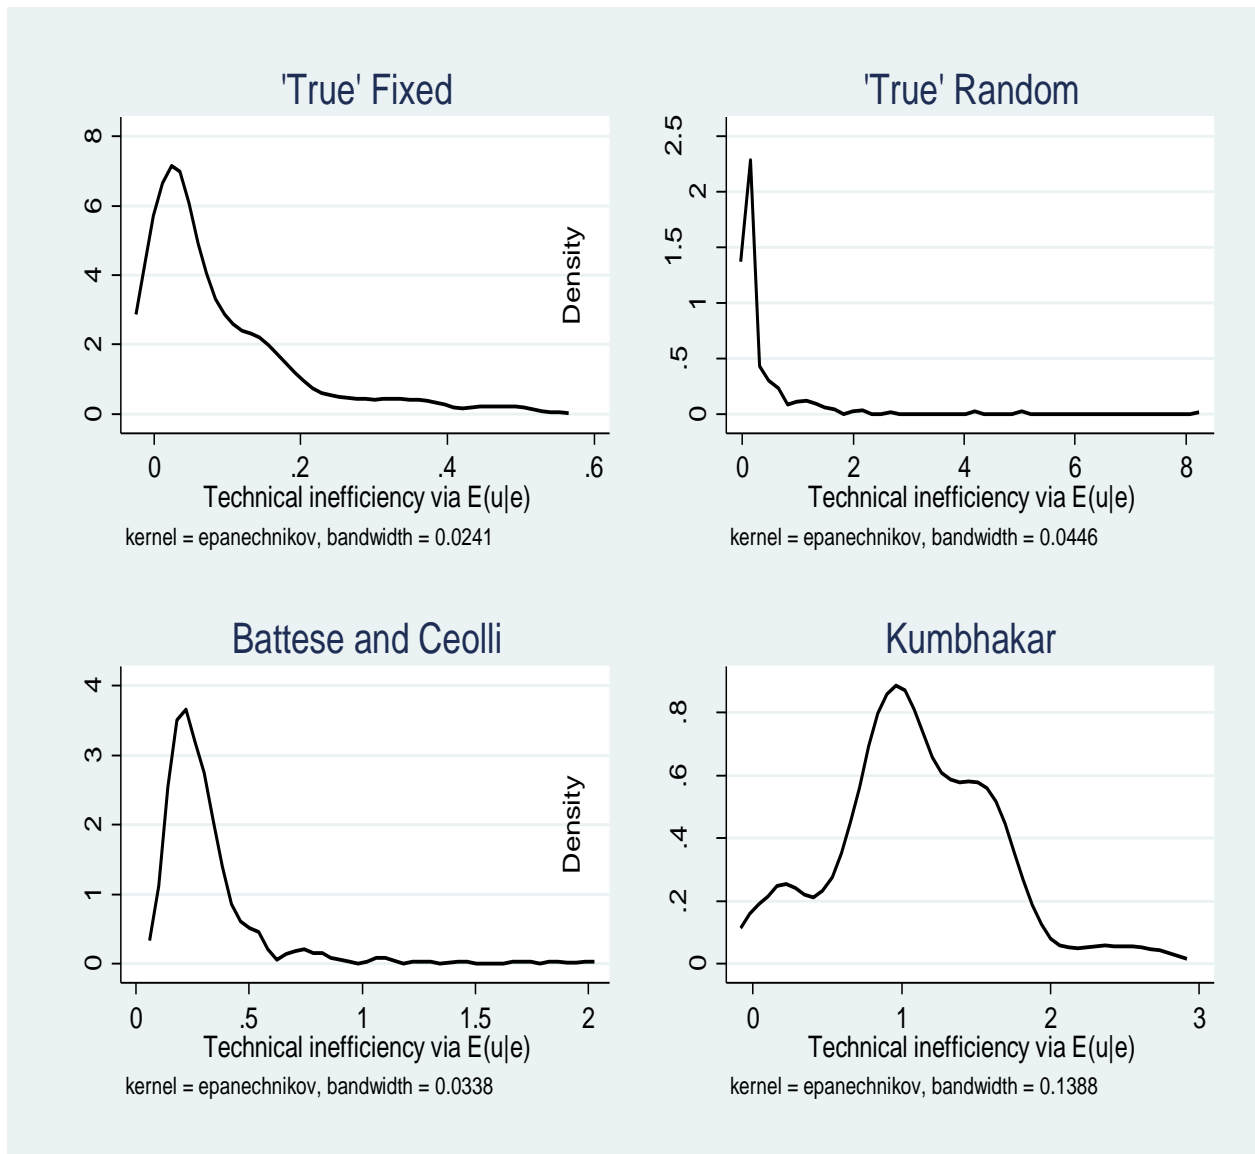 'True' Fixed
8
6
4
2
0
0 .2 .4 .6
Technical inefficiency via E(u|e)
kernel = epanechnikov, bandwidth = 0.0241
'True' Random
Density
2.5
2
1.5
1
.5
0
0 2 4 6 8
Technical inefficiency via E(u|e)
kernel = epanechnikov, bandwidth = 0.0446
Battese and Ceolli
4
3
2
1
0
0 .5 1 1.5 2
Technical inefficiency via E(u|e)
kernel = epanechnikov, bandwidth = 0.0338
Kumbhakar
Density
.8
.6
.4
.2
0
0 1 2 3
Technical inefficiency via E(u|e)
kernel = epanechnikov, bandwidth = 0.1388